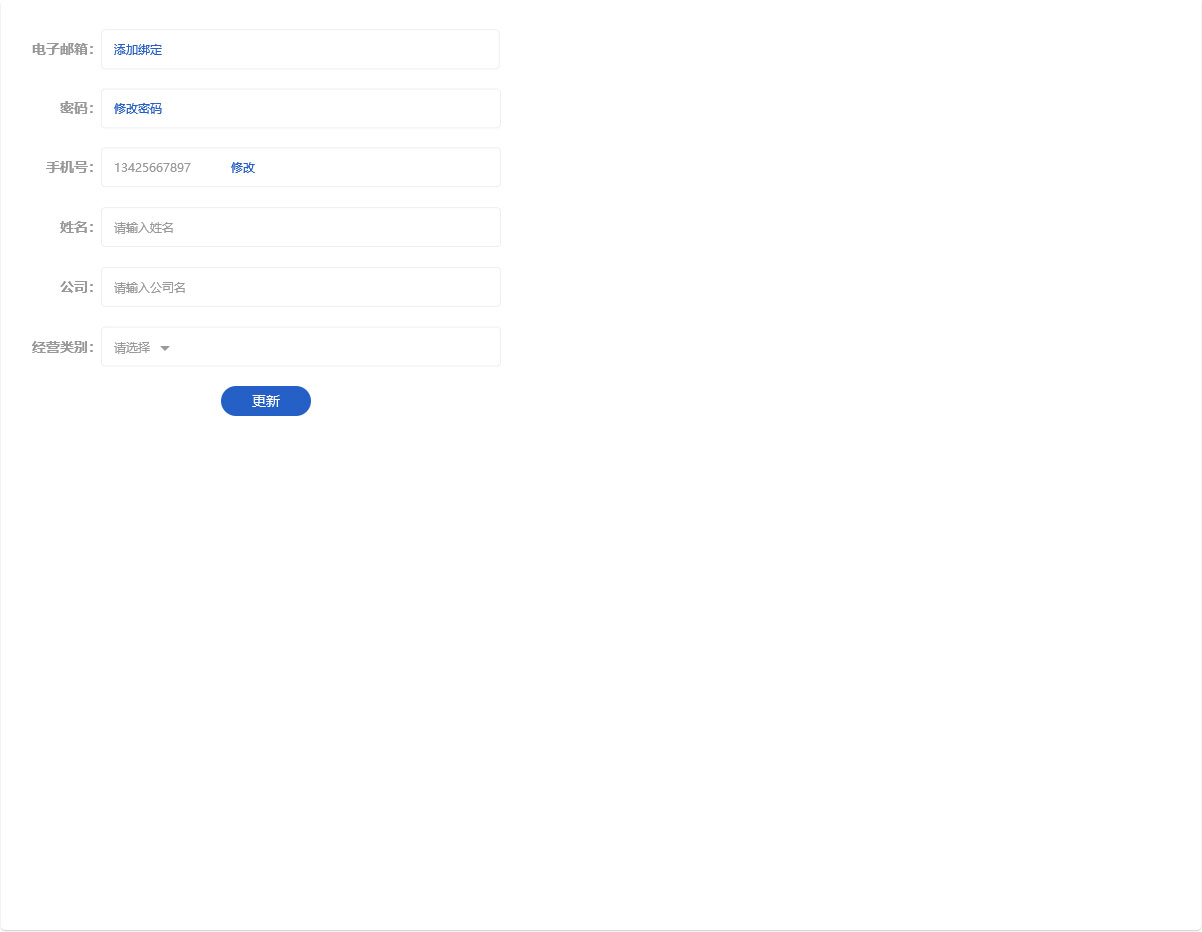 电子邮箱： 添加绑定
密码： 修改密码
手机号： 13425667897 修改
姓名： 请输入姓名
公司： 请输入公司名
经营类别： 请选择
更新